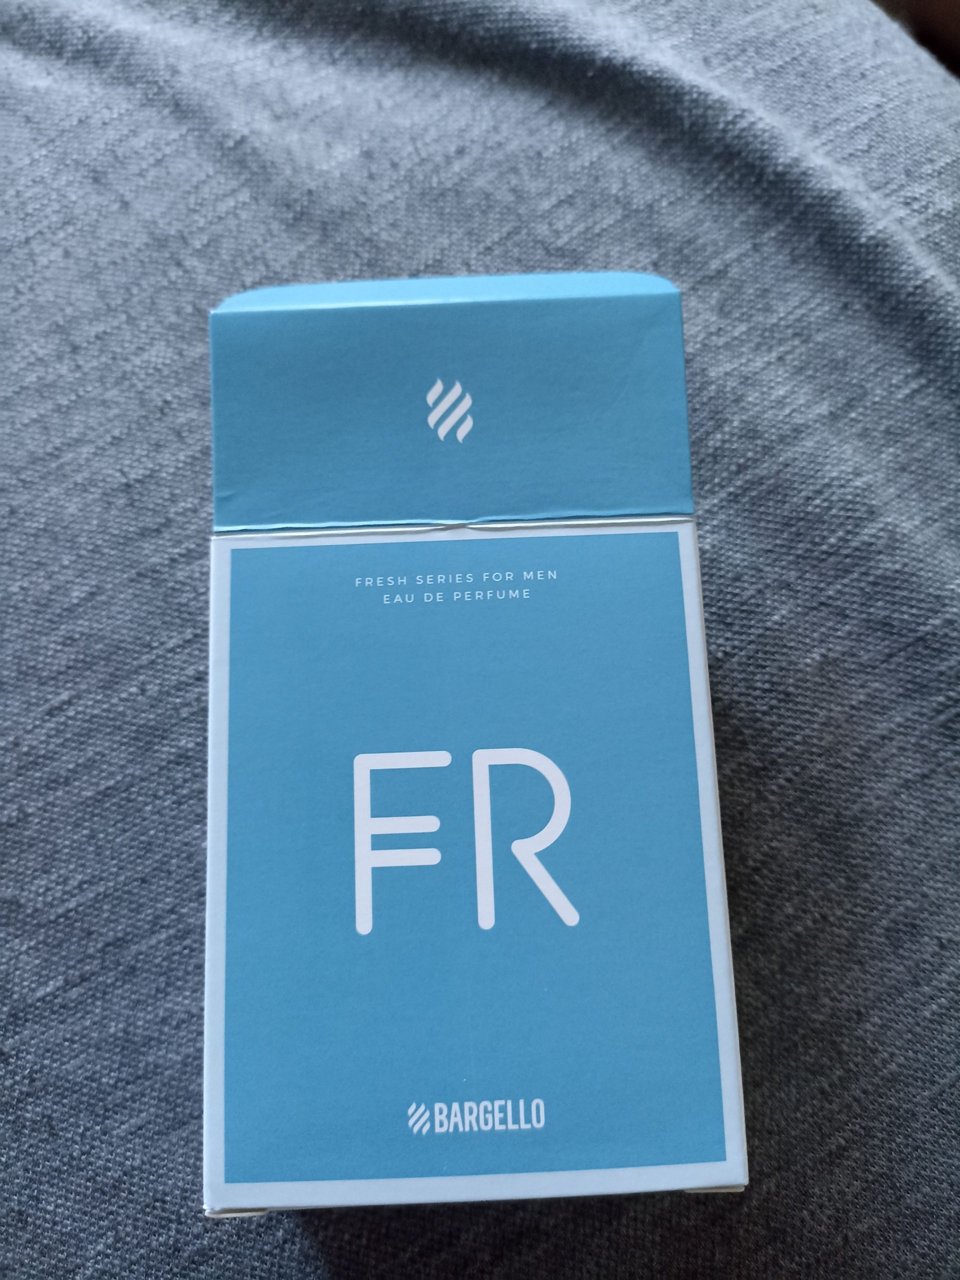 FRESH SERIES FOR MEN
EAU DE PERFUME
FR
BARGELLO